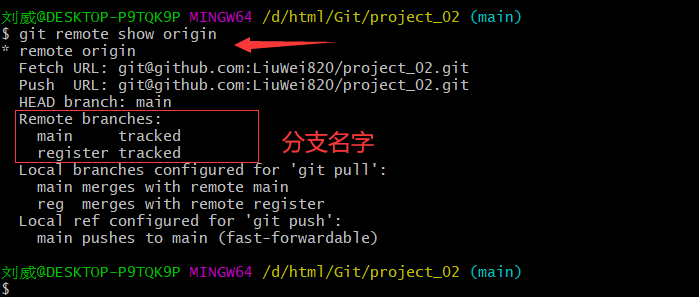 刘威@DESKTOP-P9TQK9P MINGW64 /d/html/Git/project_02 (main)
$ git remote show origin
* remote origin
  Fetch URL: git@github.com:LiuWei820/project_02.git
  Push  URL: git@github.com:LiuWei820/project_02.git
  HEAD branch: main
  Remote branches:
    main     tracked
    register tracked
分支名字
  Local branches configured for 'git pull':
    main merges with remote main
    reg  merges with remote register
  Local ref configured for 'git push':
    main pushes to main (fast-forwardable)
刘威@DESKTOP-P9TQK9P MINGW64 /d/html/Git/project_02 (main)
$